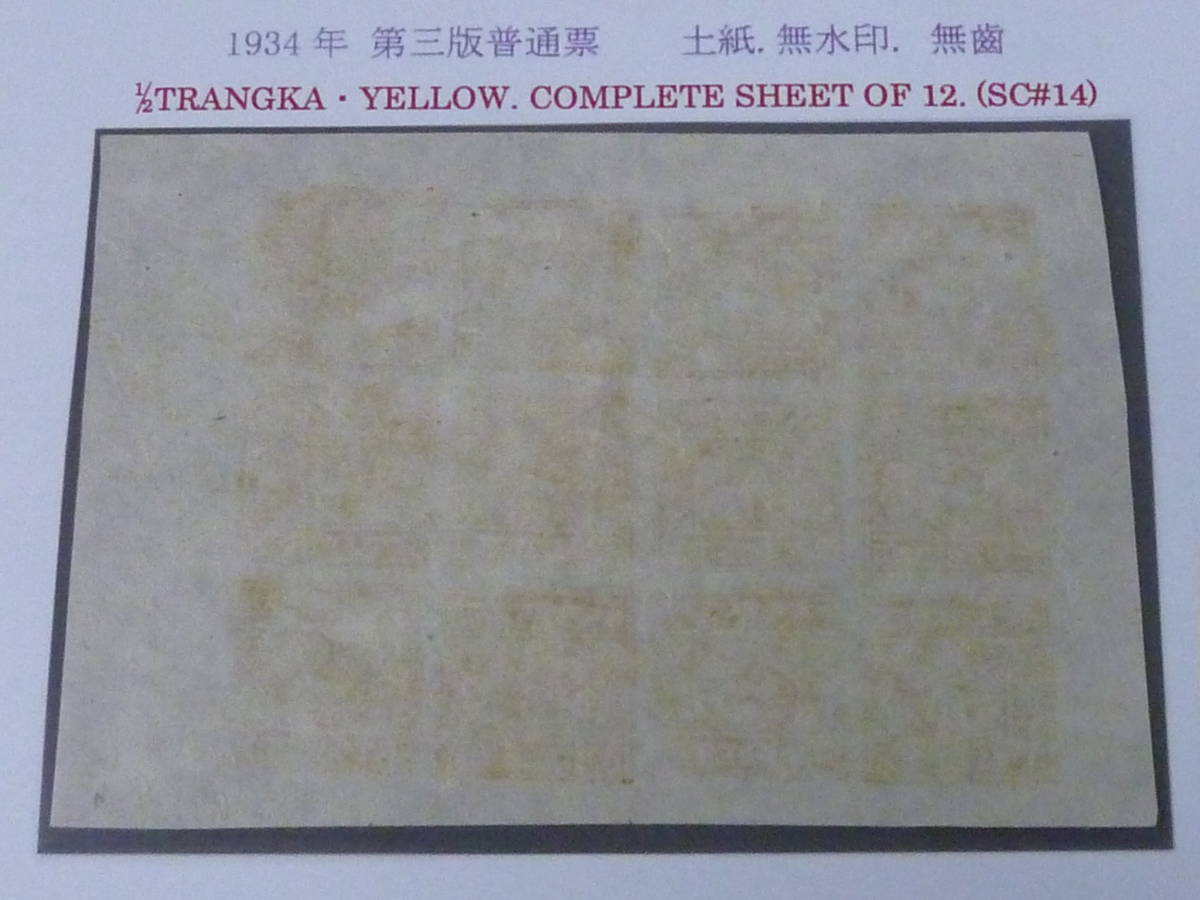 1934 年 第三版普通票 土紙. 無水印. 無齒
½TRANGKA · YELLOW. COMPLETE SHEET OF 12. (SC#14)